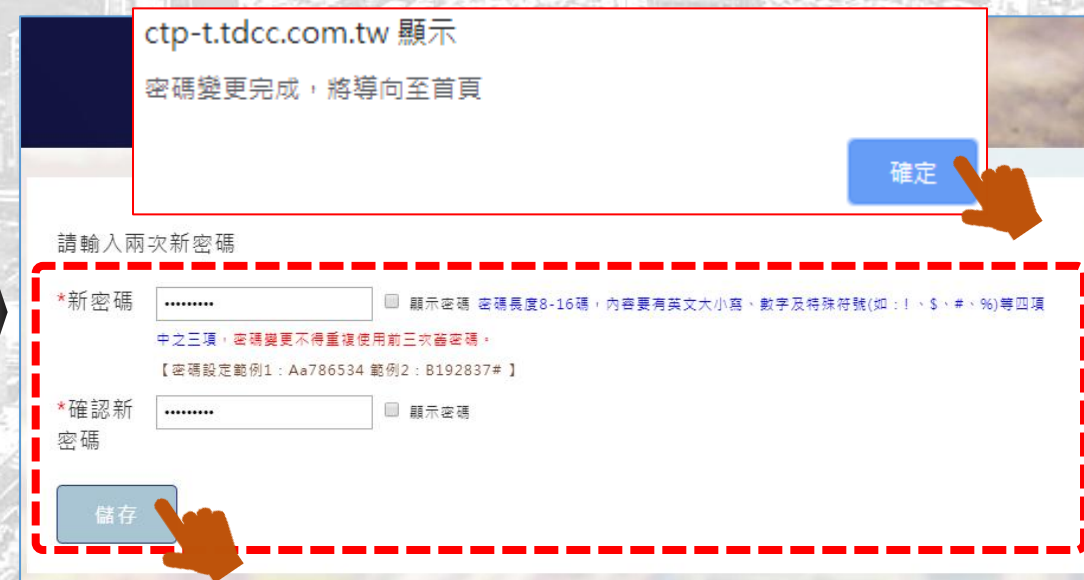 ctp-t.tdcc.com.tw 顯示
密碼變更完成，將導向至首頁
確定
請輸入兩次新密碼
*新密碼 ••••••••• 顯示密碼 密碼長度8-16碼，內容要有英文大小寫、數字及特殊符號(如：!、$、#、%)等四項
中之三項，密碼變更不得重複使用前三次舊密碼。
【密碼設定範例1：Aa786534 範例2：B192837# 】
*確認新 ••••••••• 顯示密碼
密碼
儲存